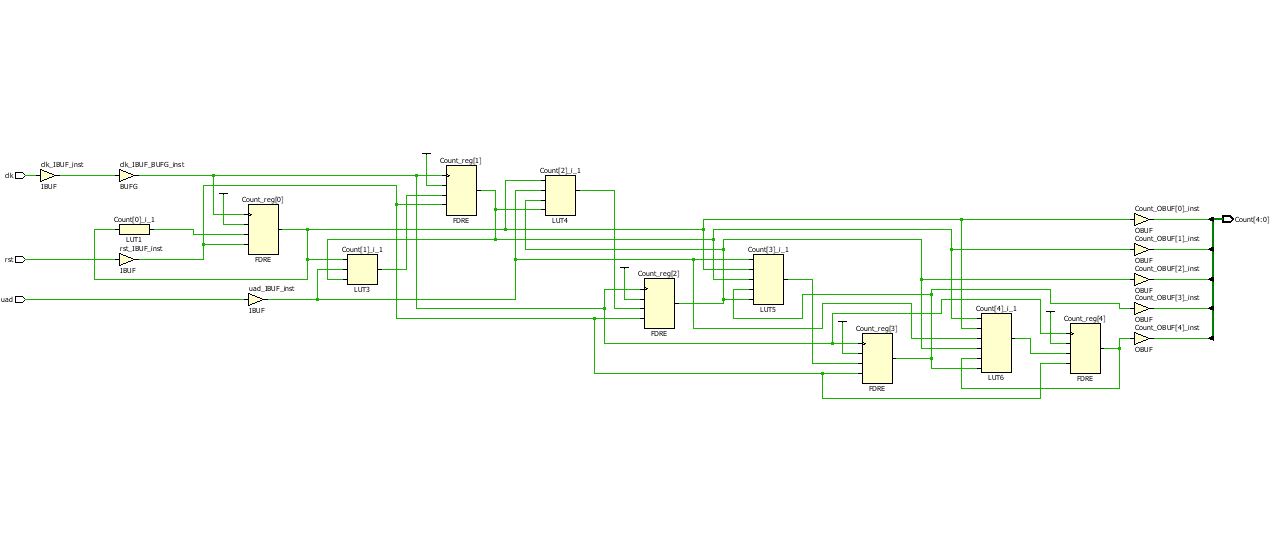 clk
clk_IBUF_inst
IBUF
clk_IBUF_BUFG_inst
BUFG
Count_reg[0]
FDRE
Count[0]_i_1
LUT1
rst
rst_IBUF_inst
IBUF
uad
uad_IBUF_inst
IBUF
Count[1]_i_1
LUT3
Count_reg[1]
FDRE
Count[2]_i_1
LUT4
Count_reg[2]
FDRE
Count[3]_i_1
LUT5
Count_reg[3]
FDRE
Count[4]_i_1
LUT6
Count_reg[4]
FDRE
Count_OBUF[0]_inst
OBUF
Count_OBUF[1]_inst
OBUF
Count_OBUF[2]_inst
OBUF
Count_OBUF[3]_inst
OBUF
Count_OBUF[4]_inst
OBUF
Count[4:0]